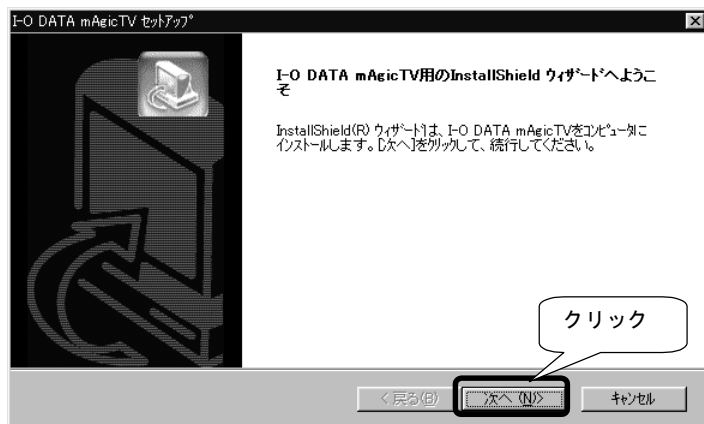 I-O DATA mAgicTV ｾｯﾄｱｯﾌﾟ
I-O DATA mAgicTV用のInstallShield ｳｨｻﾞｰﾄﾞへようこ
そ
InstallShield(R) ｳｨｻﾞｰﾄﾞは、I-O DATA mAgicTVをｺﾝﾋﾟｭｰﾀに
ｲﾝｽﾄｰﾙします。[次へ]をｸﾘｯｸして、続行してください。
クリック
< 戻る(B)
次へ (N)>
ｷｬﾝｾﾙ